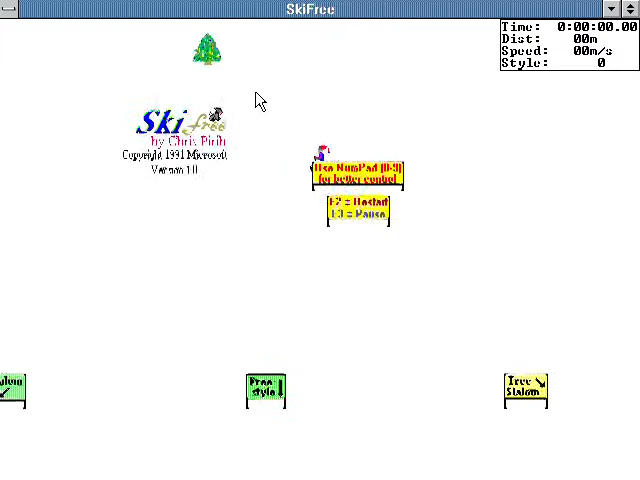 SkiFree
Time: 0:00:00.00
Dist: 00m
Speed: 00m/s
Style: 0
Ski free
by Chris Pirih
Copyright 1991 Microsoft
Version 1.0
Use NumPad (0-9)
for better control
F2 = Restart
F3 = Pause
Free-
style
Tree
Slalom